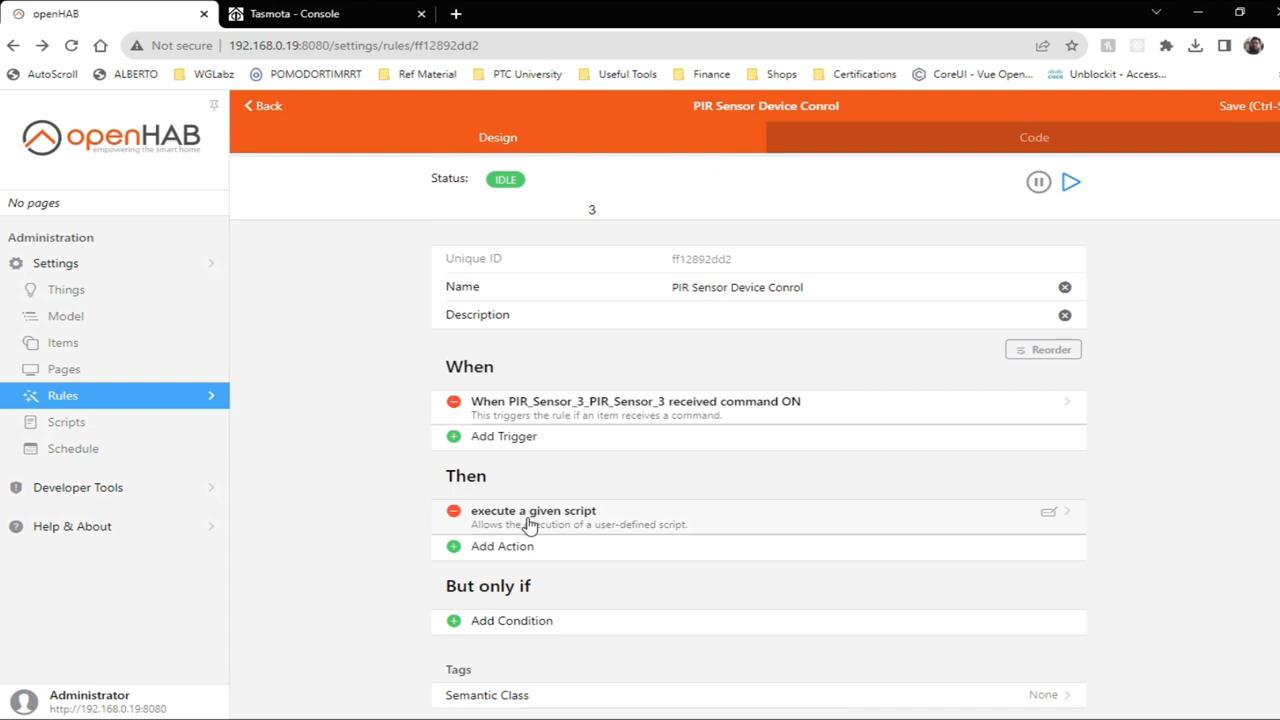 openHAB
Tasmota - Console
Not secure
192.168.0.19:8080/settings/rules/ff12892dd2
AutoScroll
ALBERTO
WGLabz
POMODORTIMRRT
Ref Material
PTC University
Useful Tools
Finance
Shops
Certifications
CoreUI - Vue Open...
Unblockit - Access...
openHAB
empowering the smart home
No pages
Administration
Settings
Things
Model
Items
Pages
Rules
Scripts
Schedule
Developer Tools
Help & About
Administrator
http://192.168.0.19:8080
Back
PIR Sensor Device Conrol
Save (Ctrl-S
Design
Code
Status:
IDLE
3
Unique ID
ff12892dd2
Name
PIR Sensor Device Conrol
Description
Reorder
When
When PIR_Sensor_3_PIR_Sensor_3 received command ON
This triggers the rule if an item receives a command.
Add Trigger
Then
execute a given script
Allows the execution of a user-defined script.
Add Action
But only if
Add Condition
Tags
Semantic Class
None